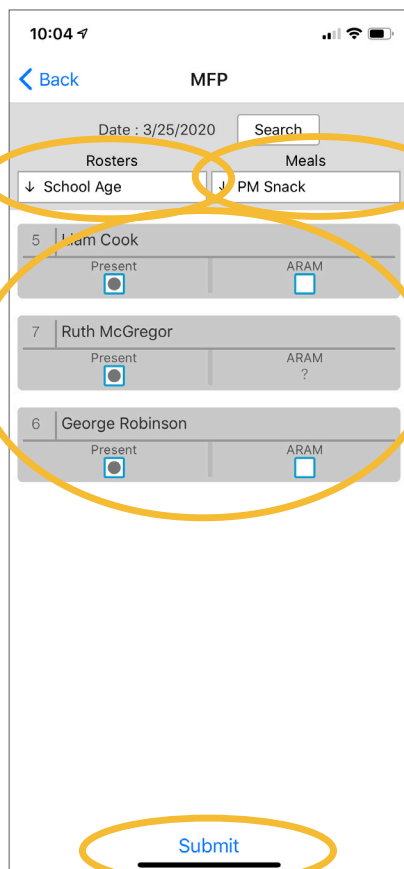 10:04
Back MFP
Date : 3/25/2020 Search
Rosters Meals
↓ School Age ↓ PM Snack
5 Liam Cook
Present ARAM
7 Ruth McGregor
Present ARAM
?
6 George Robinson
Present ARAM
Submit